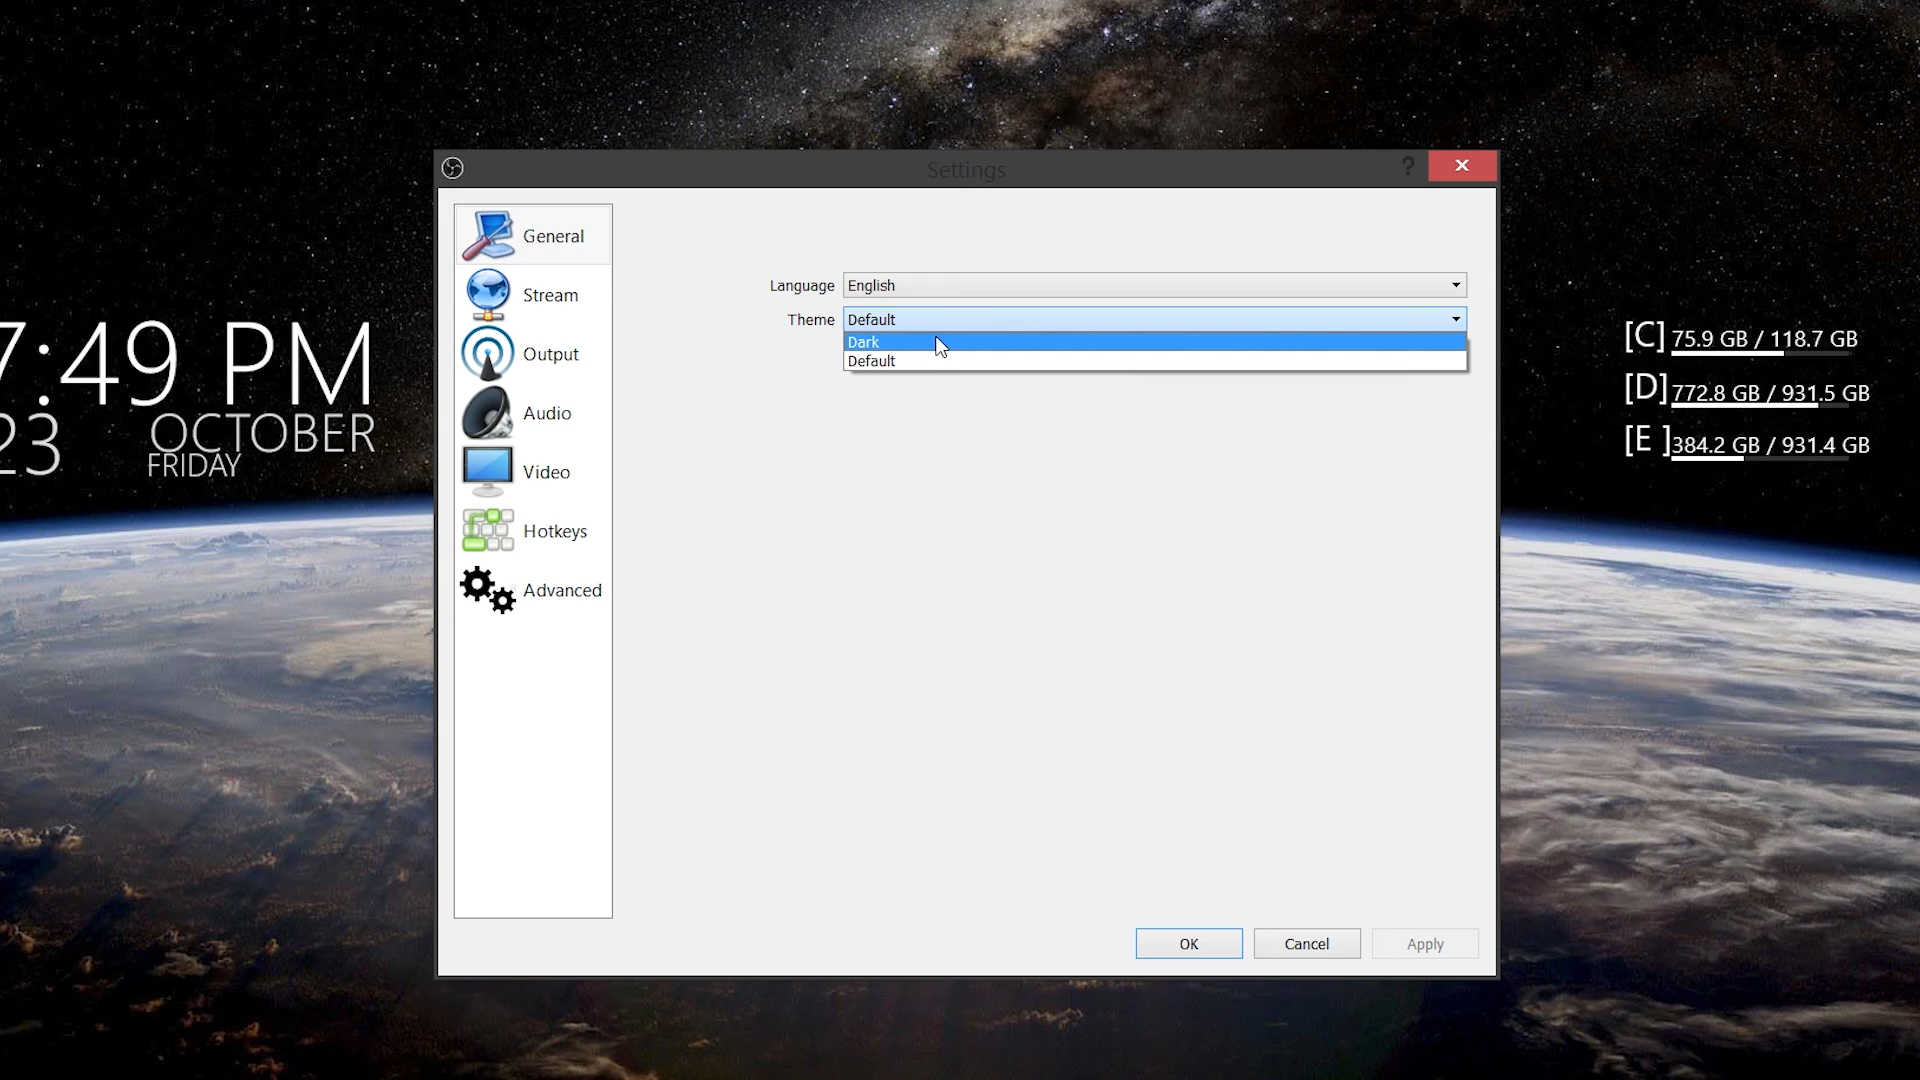 Settings
?
General
Stream
Output
Audio
Video
Hotkeys
Advanced
Language English
Theme Default
Dark
Default
OK Cancel Apply
7:49 PM
23 OCTOBER
FRIDAY
[C] 75.9 GB / 118.7 GB
[D] 772.8 GB / 931.5 GB
[E ] 384.2 GB / 931.4 GB